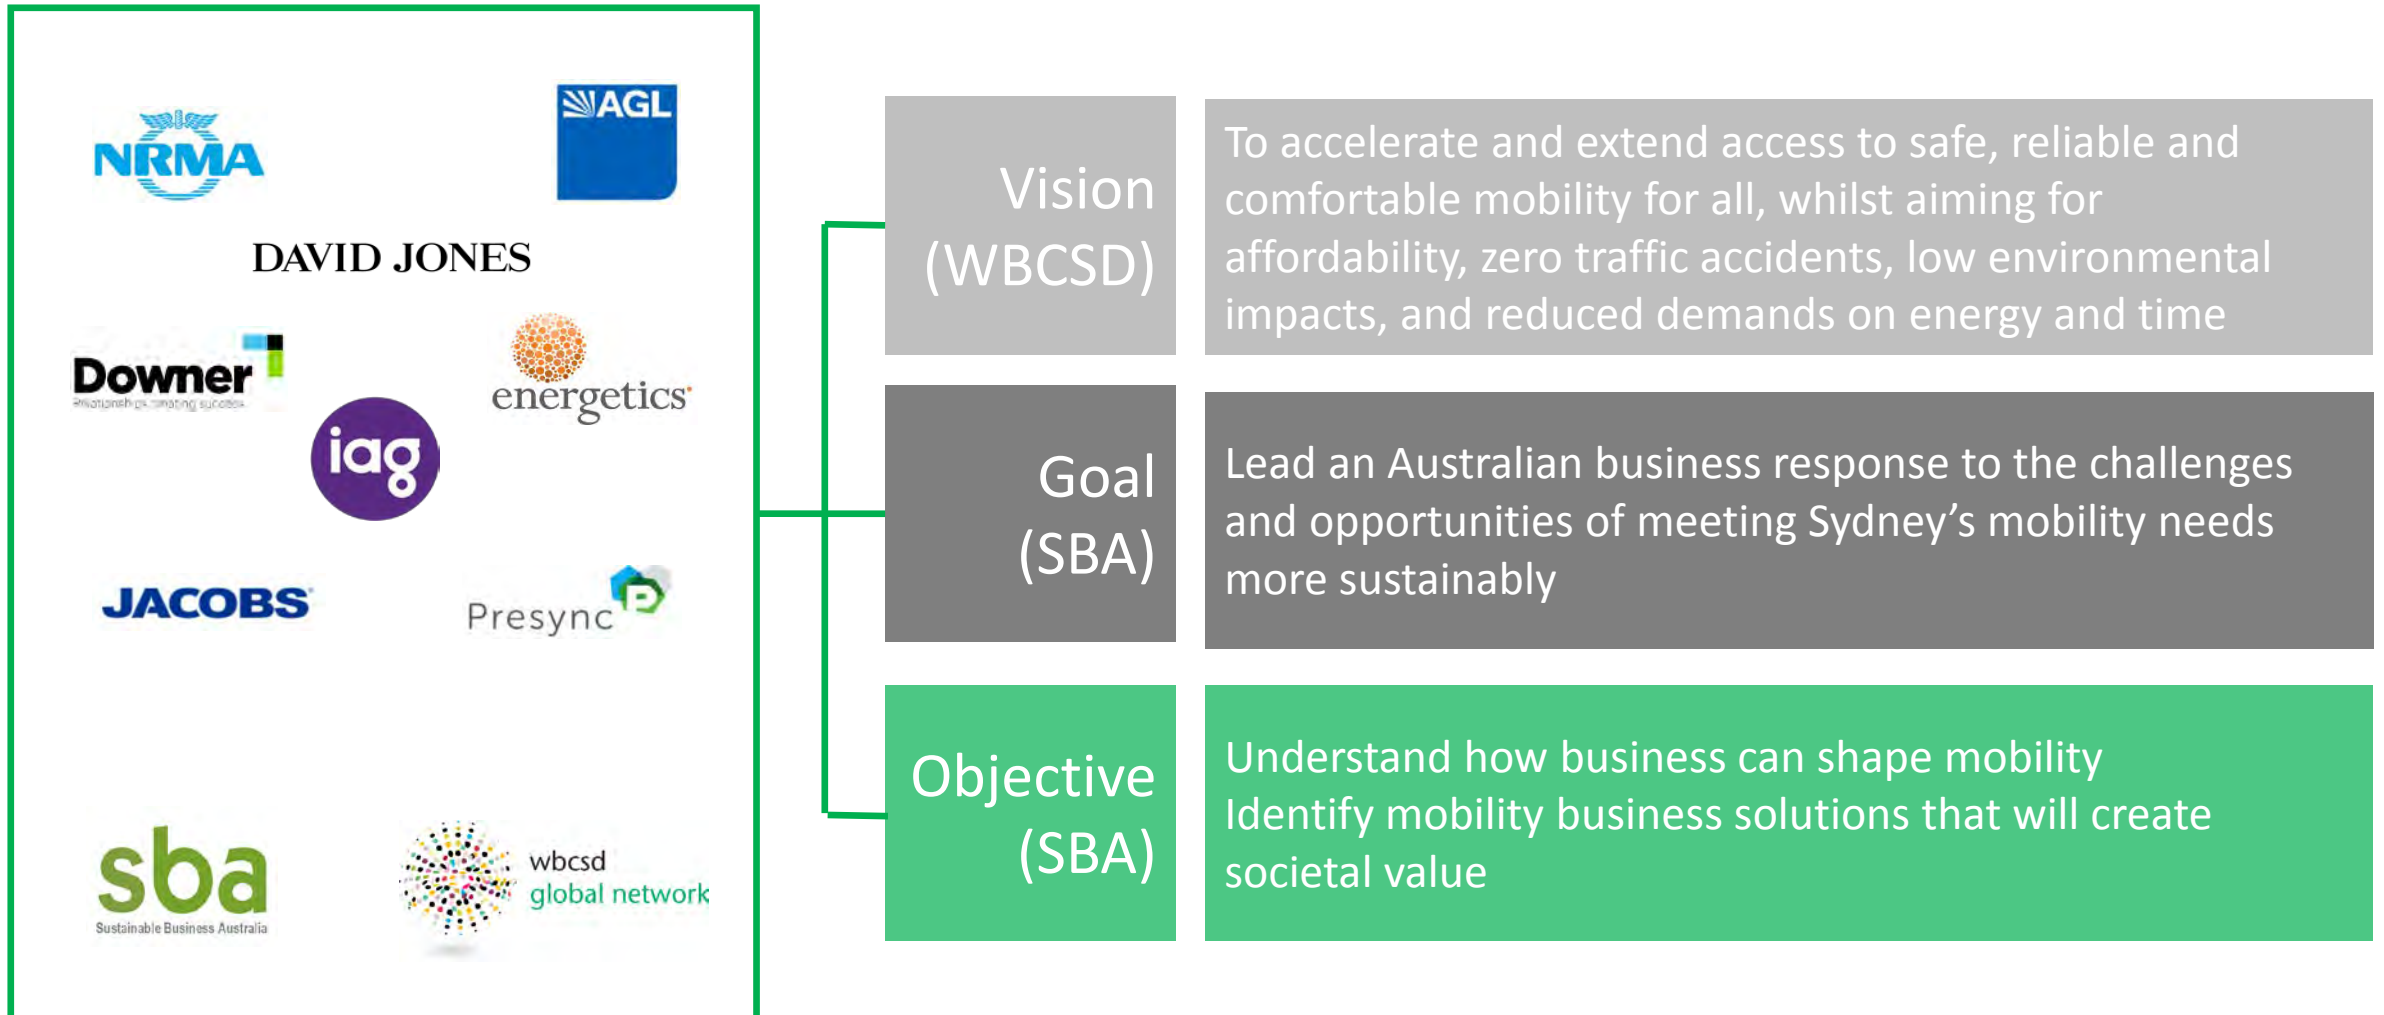 NRMA
AGL
DAVID JONES
Downer
energetics
iag
JACOBS
Presync
sba
Sustainable Business Australia
wbcsd
global network
Vision
(WBCSD)
To accelerate and extend access to safe, reliable and
comfortable mobility for all, whilst aiming for
affordability, zero traffic accidents, low environmental
impacts, and reduced demands on energy and time
Goal
(SBA)
Lead an Australian business response to the challenges
and opportunities of meeting Sydney’s mobility needs
more sustainably
Objective
(SBA)
Understand how business can shape mobility
Identify mobility business solutions that will create
societal value